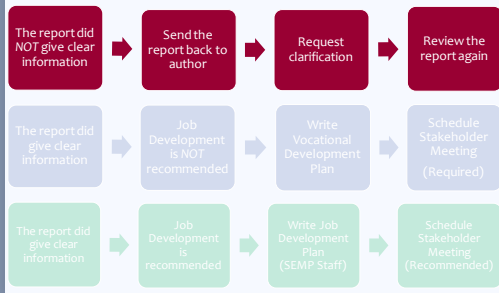 The report did
NOT give clear
information
Send the
report back to
author
Request
clarification
Review the
report again
The report did
give clear
information
Job
Development
is NOT
recommended
Write
Vocational
Development
Plan
Schedule
Stakeholder
Meeting
(Required)
The report did
give clear
information
Job
Development
is
recommended
Write Job
Development
Plan
(SEMP Staff)
Schedule
Stakeholder
Meeting
(Recommended)